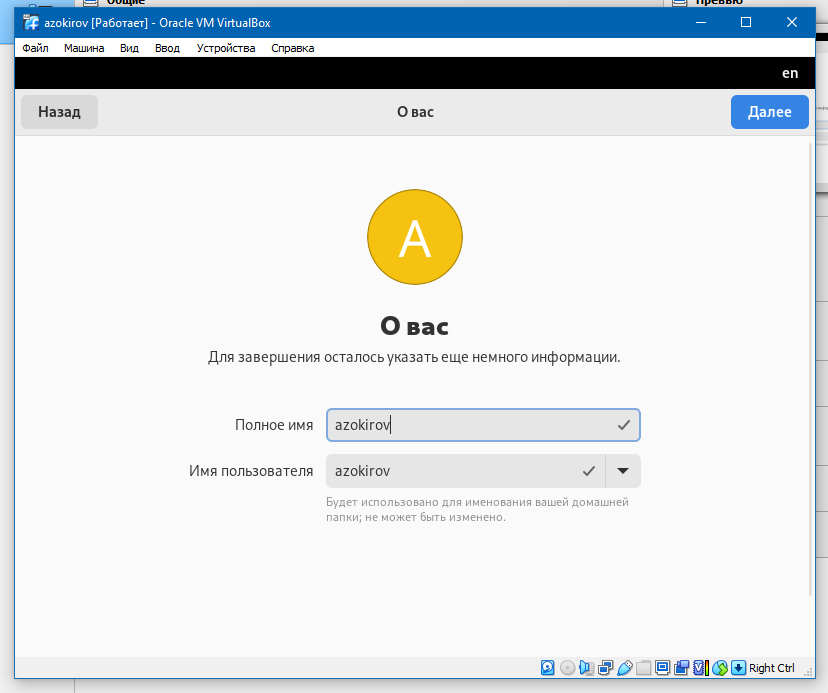 Общие
Превью
azokirov [Работает] - Oracle VM VirtualBox
Файл Машина Вид Ввод Устройства Справка
en
Назад
О вас
Далее
A
О вас
Для завершения осталось указать еще немного информации.
Полное имя azokirov
Имя пользователя azokirov
Будет использовано для именования вашей домашней
папки; не может быть изменено.
Right Ctrl